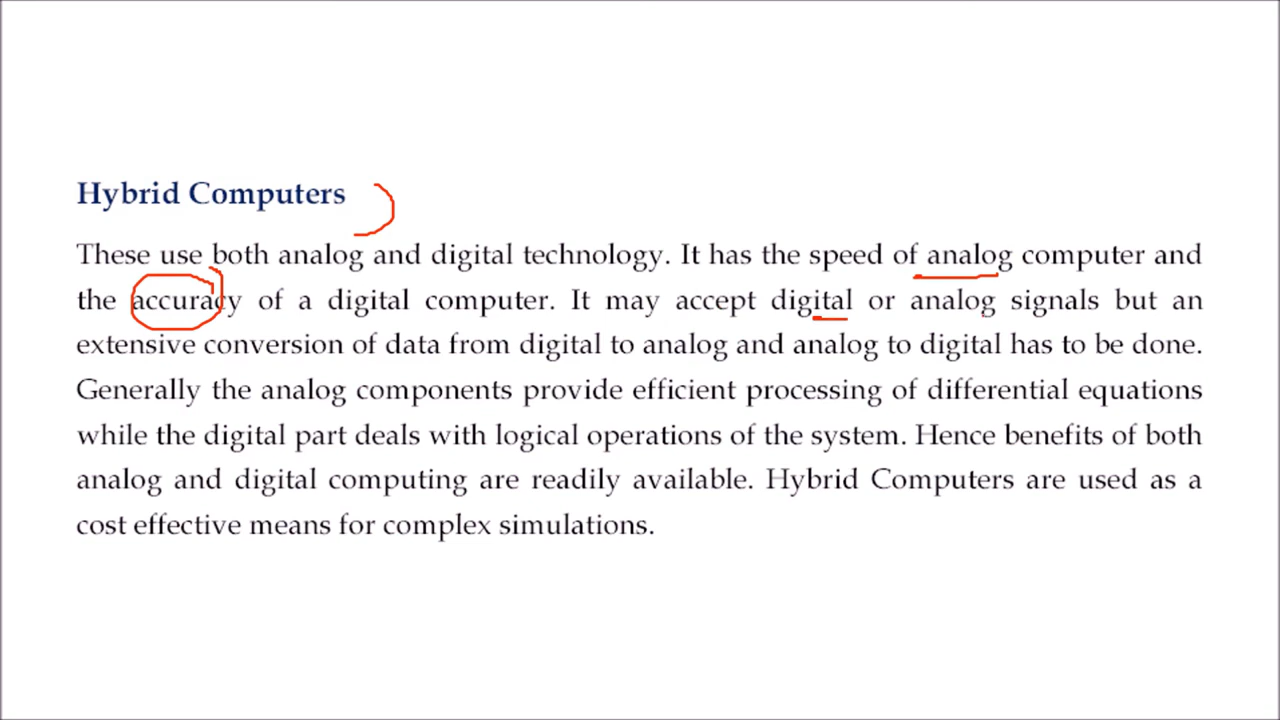 Hybrid Computers
These use both analog and digital technology. It has the speed of analog computer and
the accuracy of a digital computer. It may accept digital or analog signals but an
extensive conversion of data from digital to analog and analog to digital has to be done.
Generally the analog components provide efficient processing of differential equations
while the digital part deals with logical operations of the system. Hence benefits of both
analog and digital computing are readily available. Hybrid Computers are used as a
cost effective means for complex simulations.